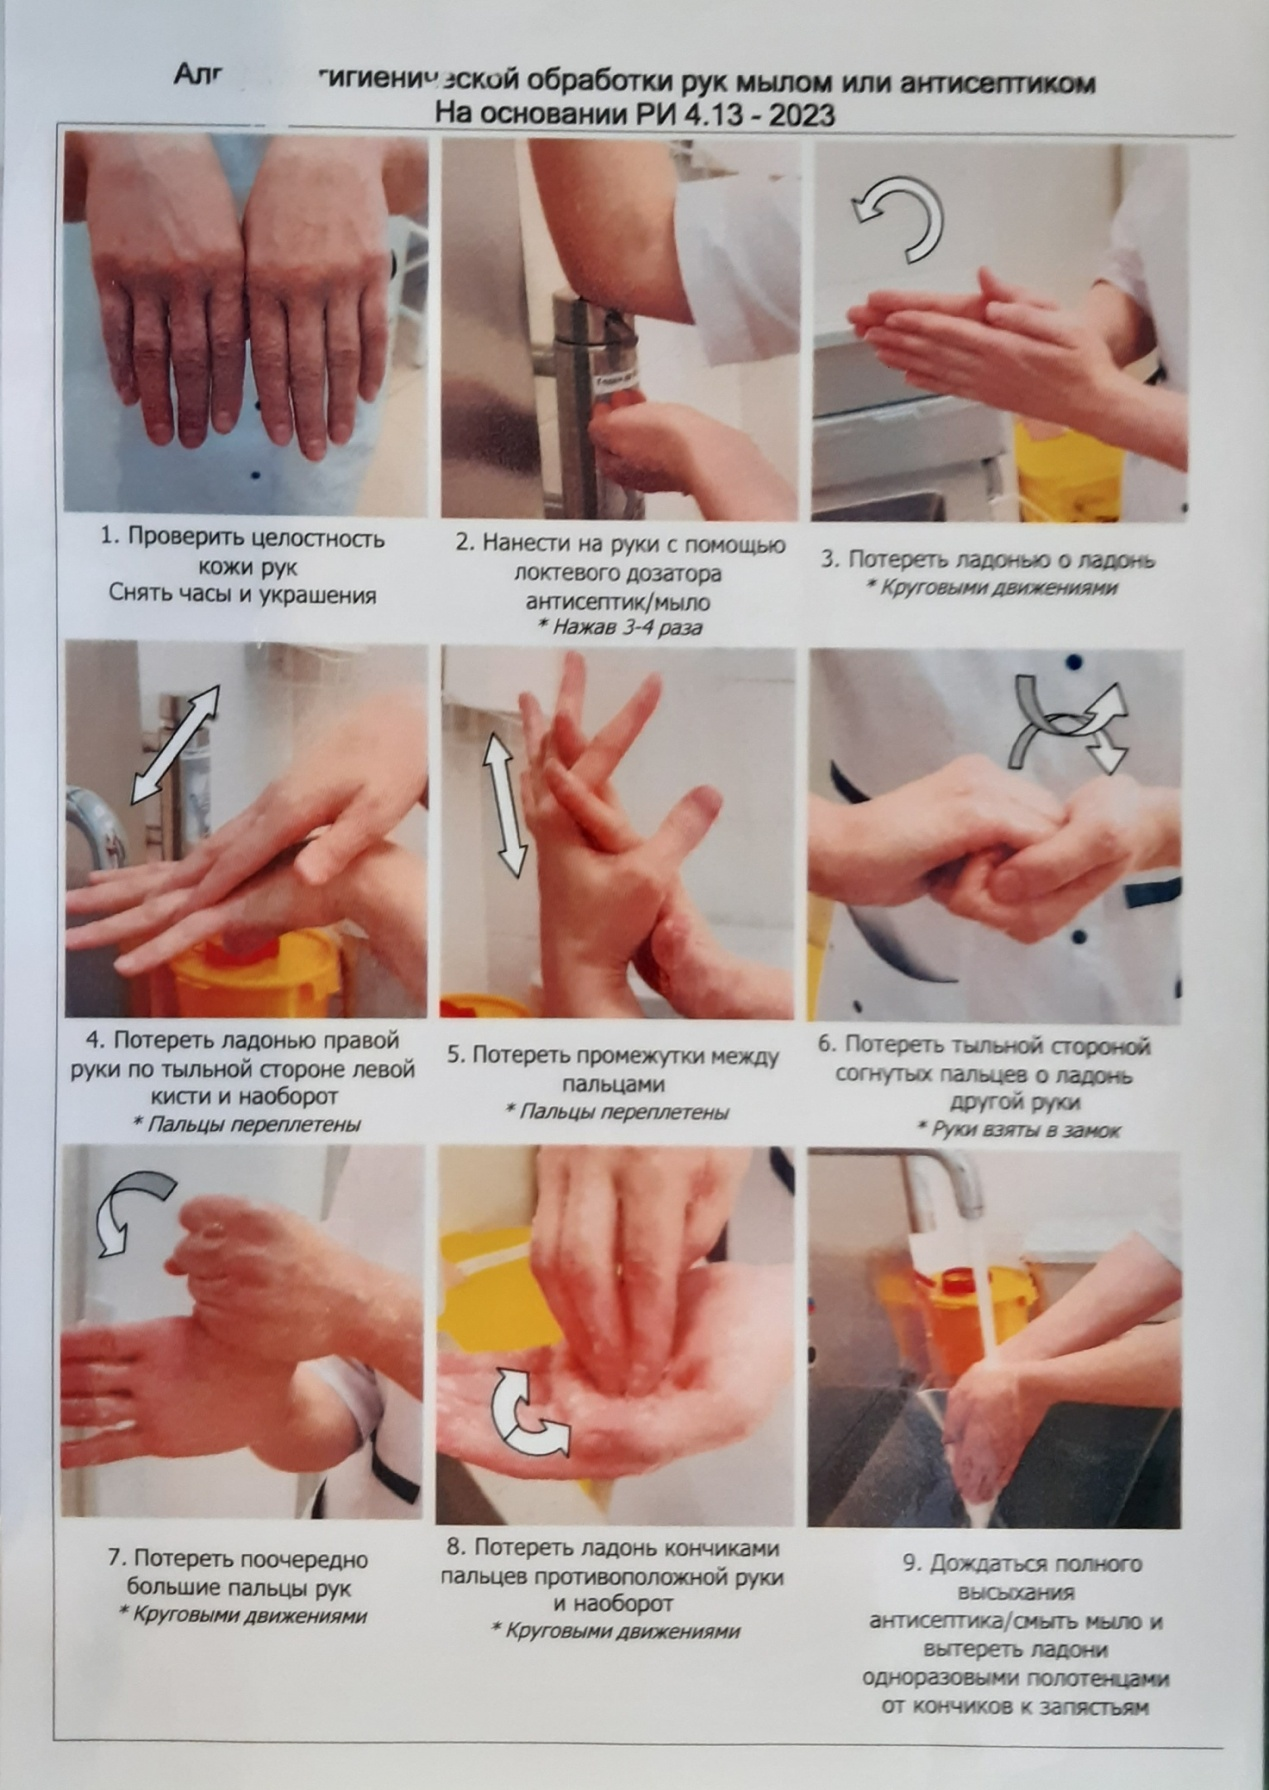 Алг гигиенической обработки рук мылом или антисептиком
На основании РИ 4.13 - 2023
1. Проверить целостность
кожи рук
Снять часы и украшения
2. Нанести на руки с помощью
локтевого дозатора
антисептик/мыло
* Нажав 3-4 раза
3. Потереть ладонью о ладонь
* Круговыми движениями
4. Потереть ладонью правой
руки по тыльной стороне левой
кисти и наоборот
* Пальцы переплетены
5. Потереть промежутки между
пальцами
* Пальцы переплетены
6. Потереть тыльной стороной
согнутых пальцев о ладонь
другой руки
* Руки взяты в замок
7. Потереть поочередно
большие пальцы рук
* Круговыми движениями
8. Потереть ладонь кончиками
пальцев противоположной руки
и наоборот
* Круговыми движениями
9. Дождаться полного
высыхания
антисептика/смыть мыло и
вытереть ладони
одноразовыми полотенцами
от кончиков к запястьям